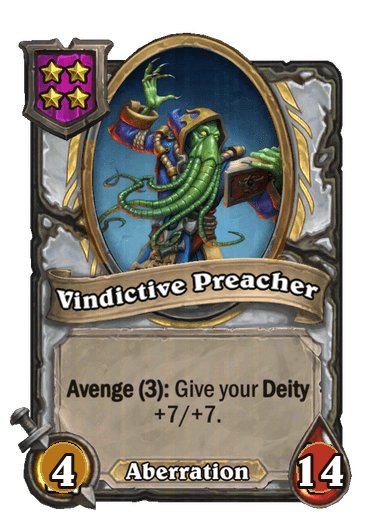 Vindictive Preacher
Avenge (3): Give your Deity
+7/+7.
4
Aberration
14